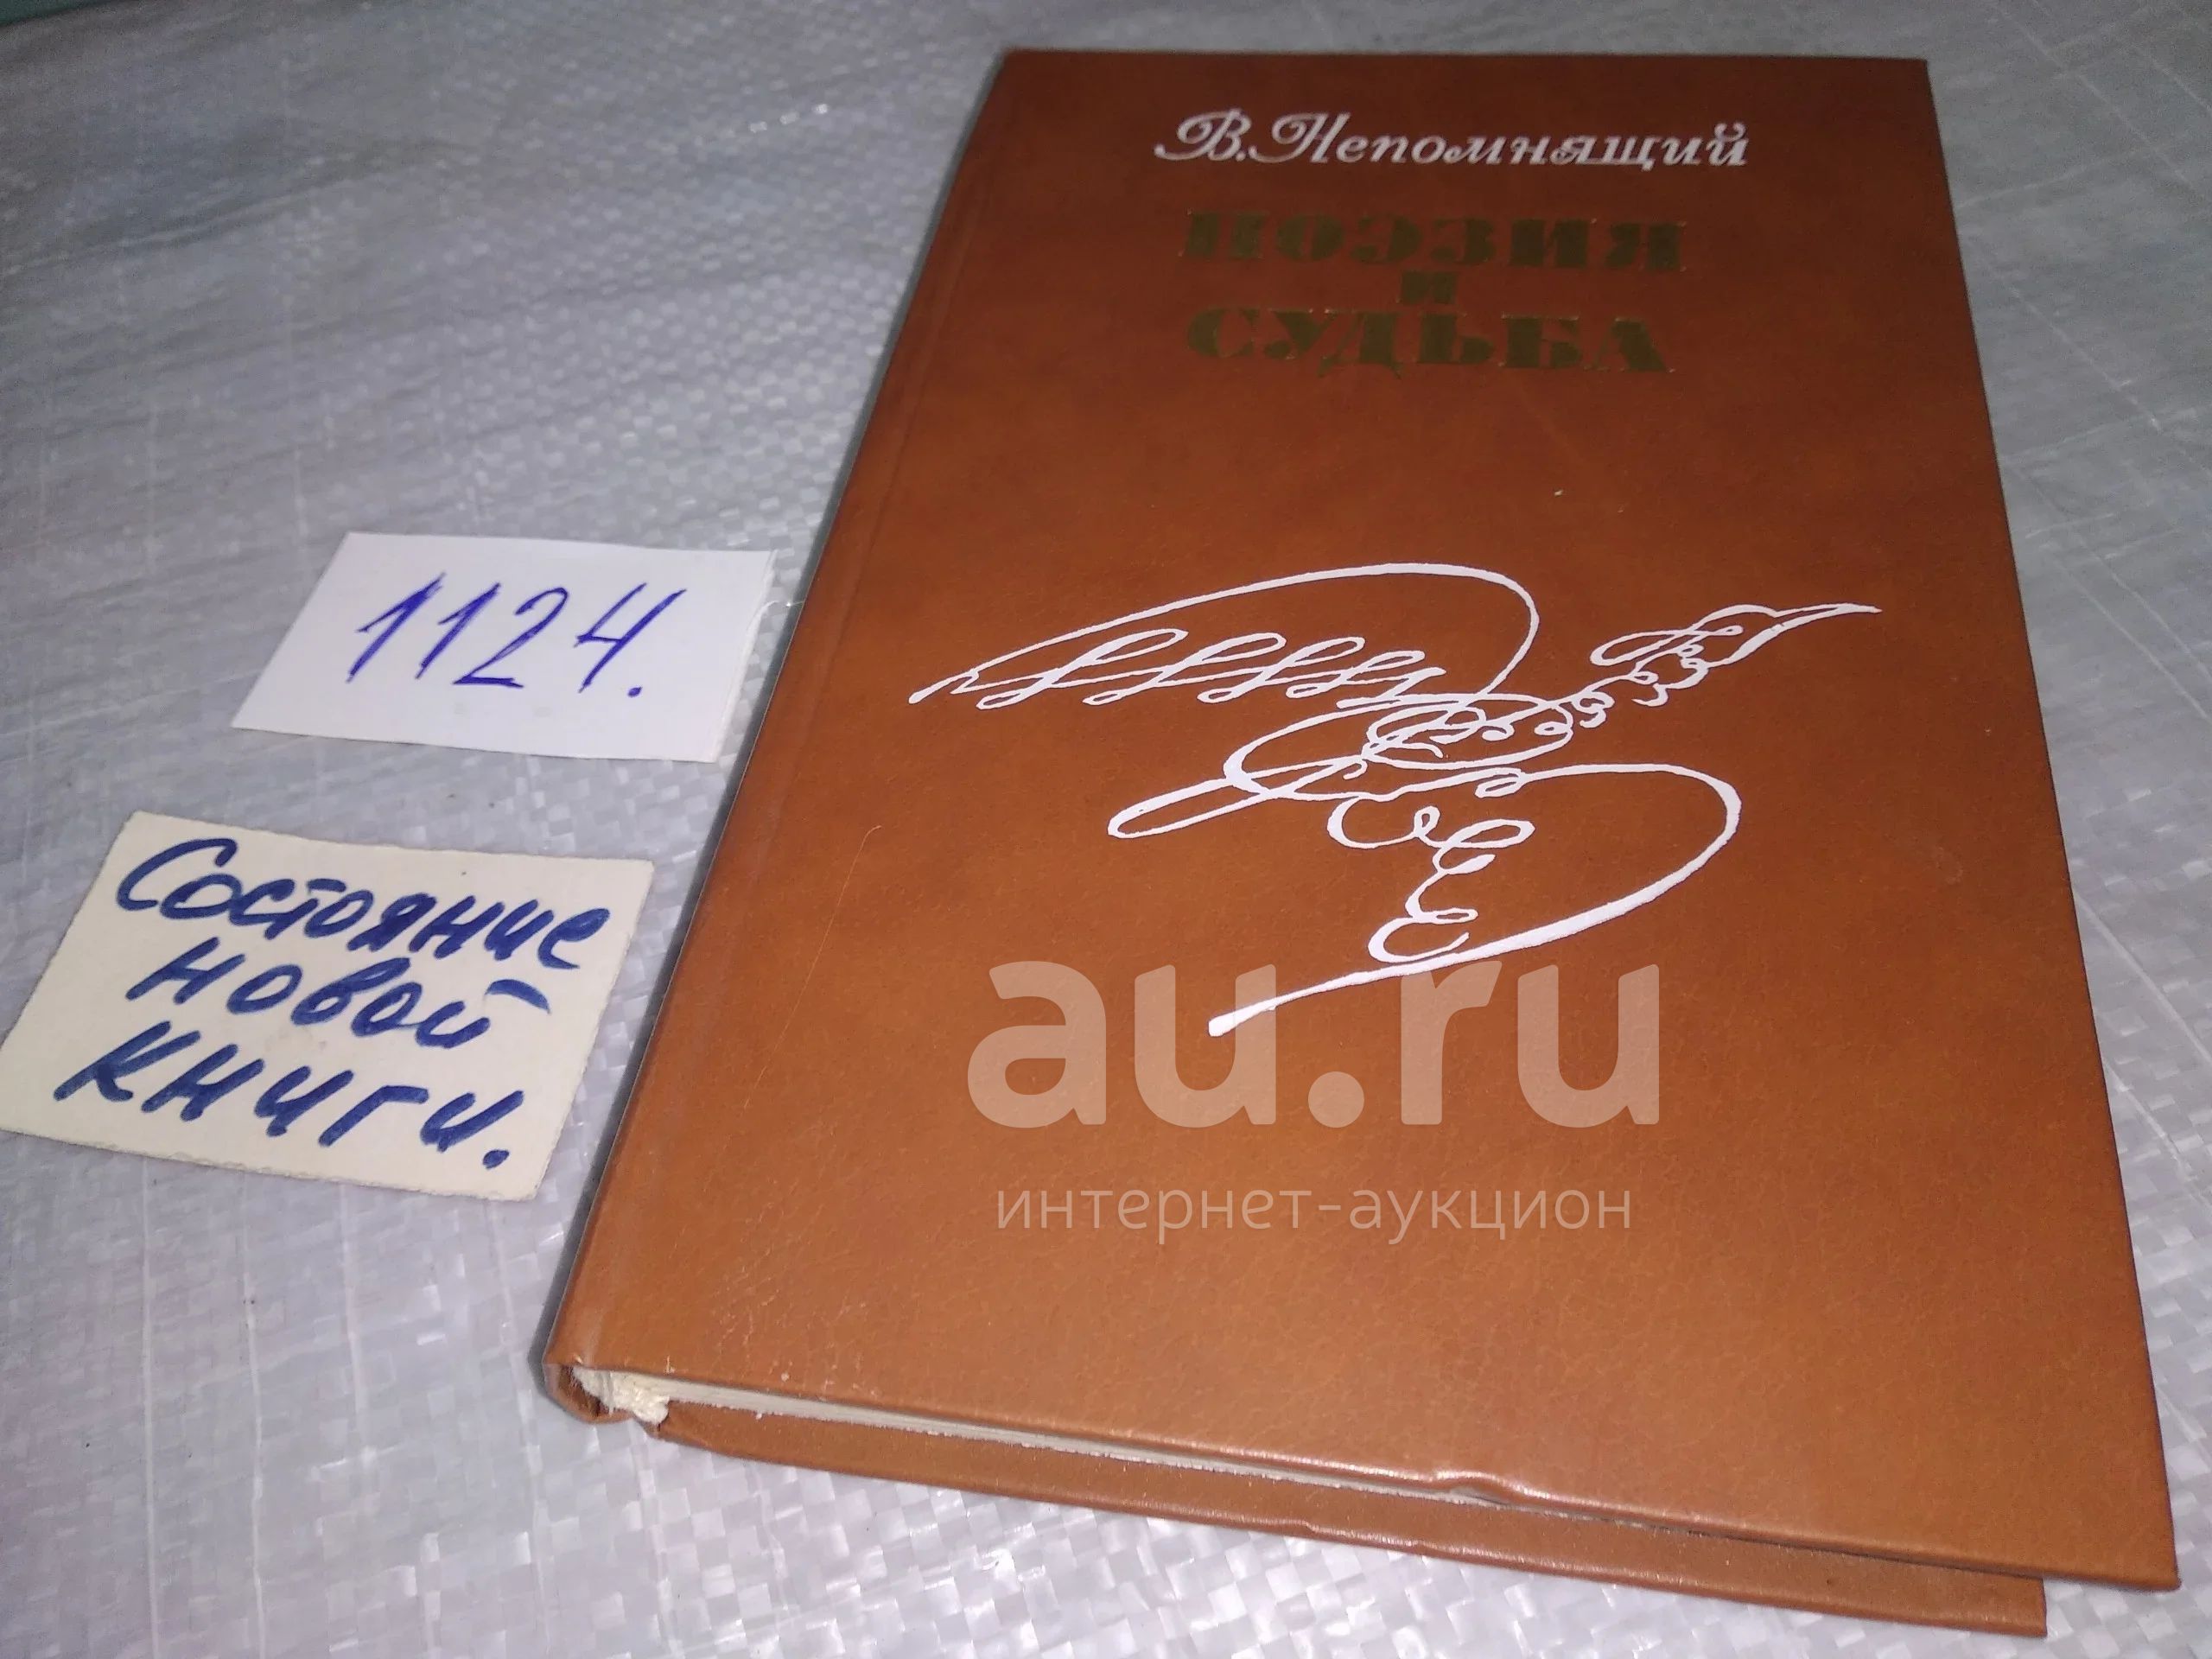 В. Непомнящий
ПОЭЗИЯ
И
СУДЬБА
1124.
Состояние
новой
книги.
au.ru
интернет-аукцион